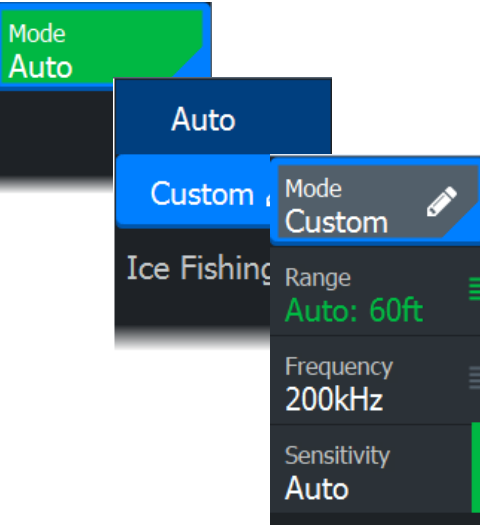 Mode
Auto
Auto
Custom
Ice Fishing
Mode
Custom
Range
Auto: 60ft
Frequency
200kHz
Sensitivity
Auto